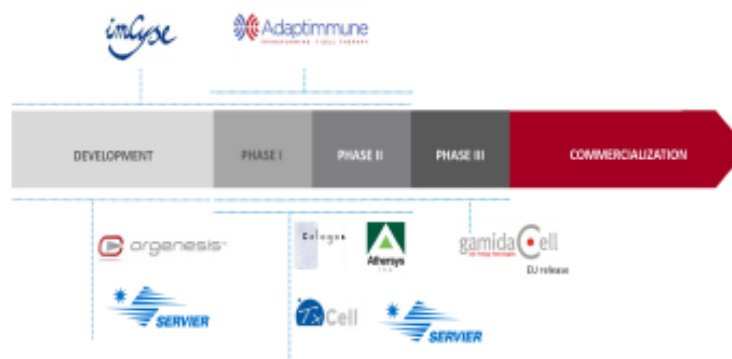 imCyse
Adaptimmune
TRANSFORMING T CELL THERAPY
DEVELOPMENT
PHASE I
PHASE II
PHASE III
COMMERCIALIZATION
orgenesis
Athersys
gamida Cell
EU release
SERVIER
TxCell
SERVIER